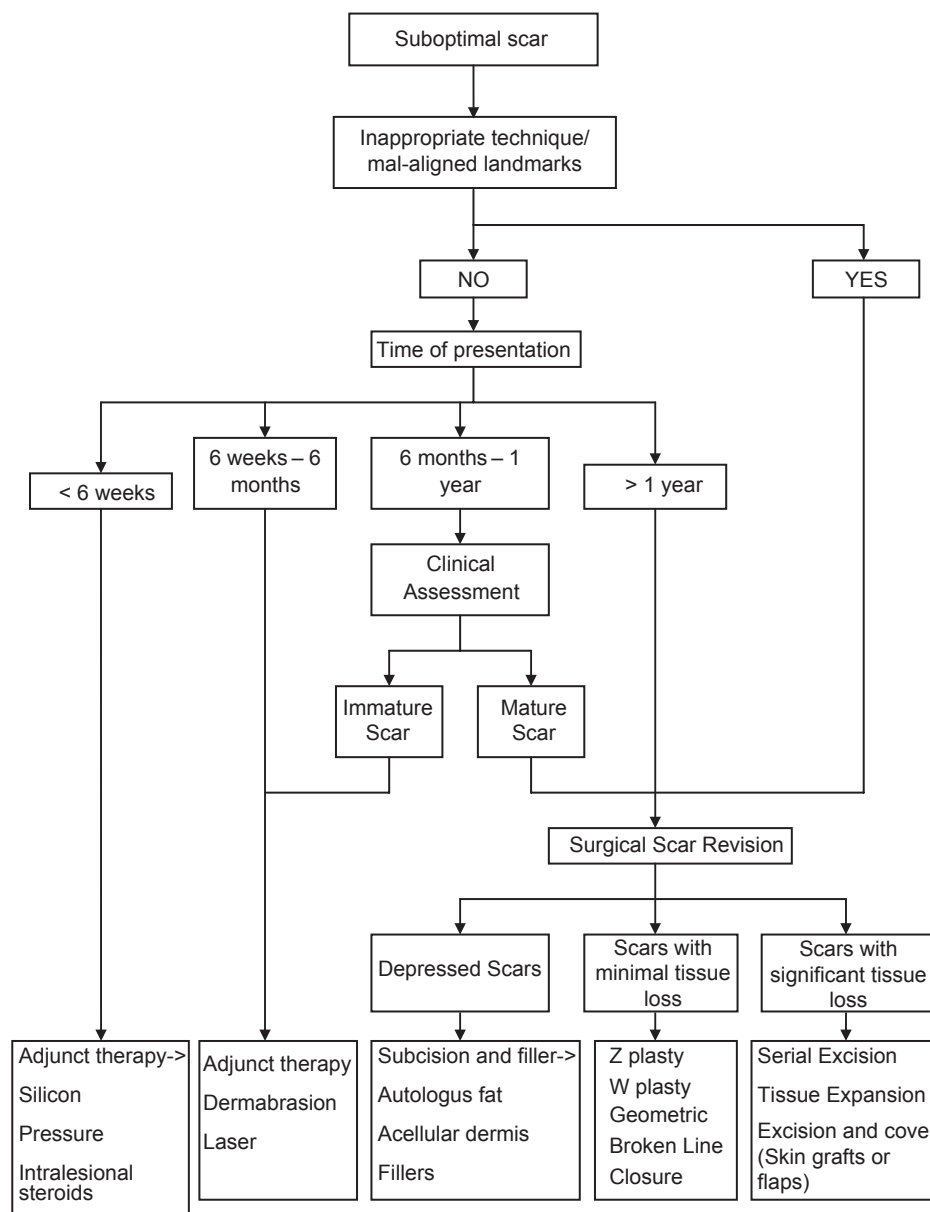 Suboptimal scar
Inappropriate technique/
mal-aligned landmarks
NO
YES
Time of presentation
< 6 weeks
6 weeks – 6
months
6 months – 1
year
> 1 year
Clinical
Assessment
Immature
Scar
Mature
Scar
Surgical Scar Revision
Depressed Scars
Scars with
minimal tissue
loss
Scars with
significant tissue
loss
Adjunct therapy->
Silicon
Pressure
Intralesional
steroids
Adjunct therapy
Dermabrasion
Laser
Subcision and filler->
Autologus fat
Acellular dermis
Fillers
Z plasty
W plasty
Geometric
Broken Line
Closure
Serial Excision
Tissue Expansion
Excision and cove
(Skin grafts or
flaps)